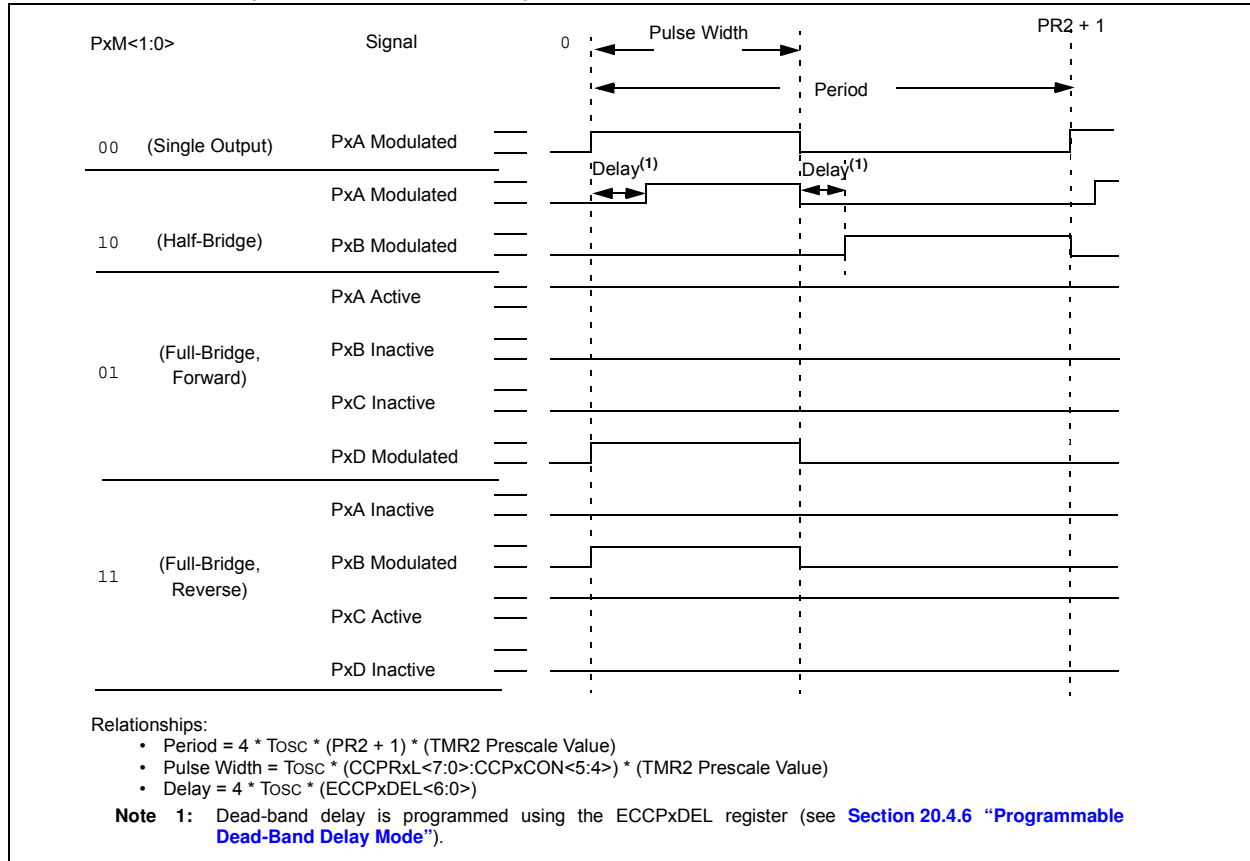 PxM<1:0> Signal 0 Pulse Width PR2 + 1
Period
00 (Single Output) PxA Modulated
Delay(1) Delay(1)
PxA Modulated
10 (Half-Bridge) PxB Modulated
PxA Active
(Full-Bridge, PxB Inactive
01 Forward)
PxC Inactive
PxD Modulated
PxA Inactive
11 (Full-Bridge, PxB Modulated
Reverse)
PxC Active
PxD Inactive
Relationships:
• Period = 4 * TOSC * (PR2 + 1) * (TMR2 Prescale Value)
• Pulse Width = TOSC * (CCPRxL<7:0>:CCPxCON<5:4>) * (TMR2 Prescale Value)
• Delay = 4 * TOSC * (ECCPxDEL<6:0>)
Note 1: Dead-band delay is programmed using the ECCPxDEL register (see Section 20.4.6 “Programmable
Dead-Band Delay Mode”).